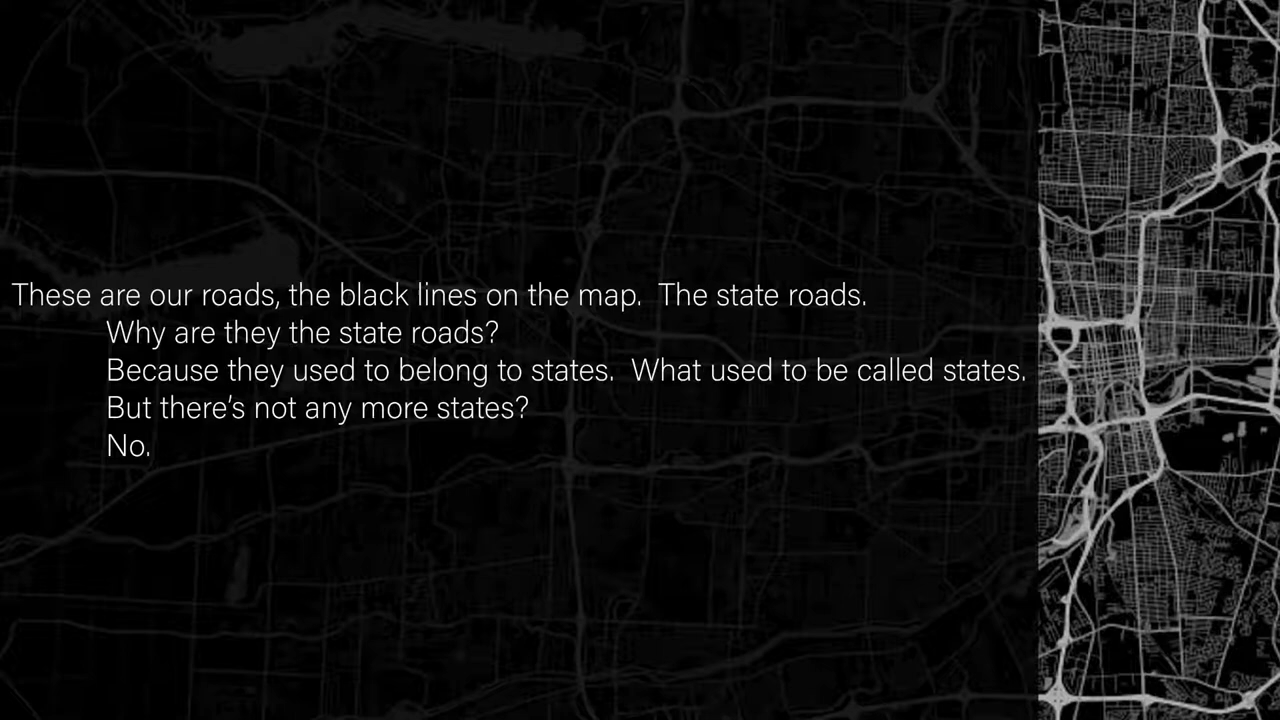 These are our roads, the black lines on the map.  The state roads.
Why are they the state roads?
Because they used to belong to states.  What used to be called states.
But there’s not any more states?
No.